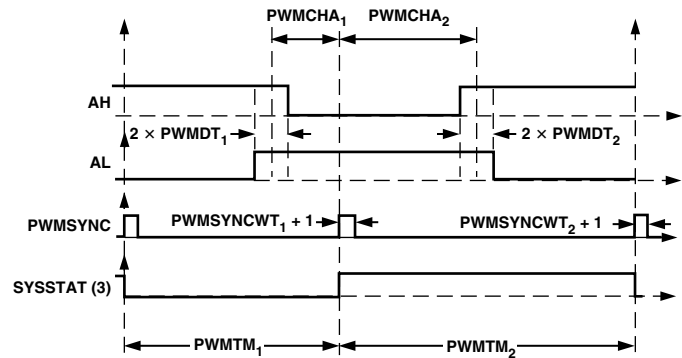 PWMCHA₁ PWMCHA₂
AH
2 × PWMDT₁ 2 × PWMDT₂
AL
PWMSYNC PWMSYNCWT₁ + 1 PWMSYNCWT₂ + 1
SYSSTAT (3)
PWMTM₁ PWMTM₂